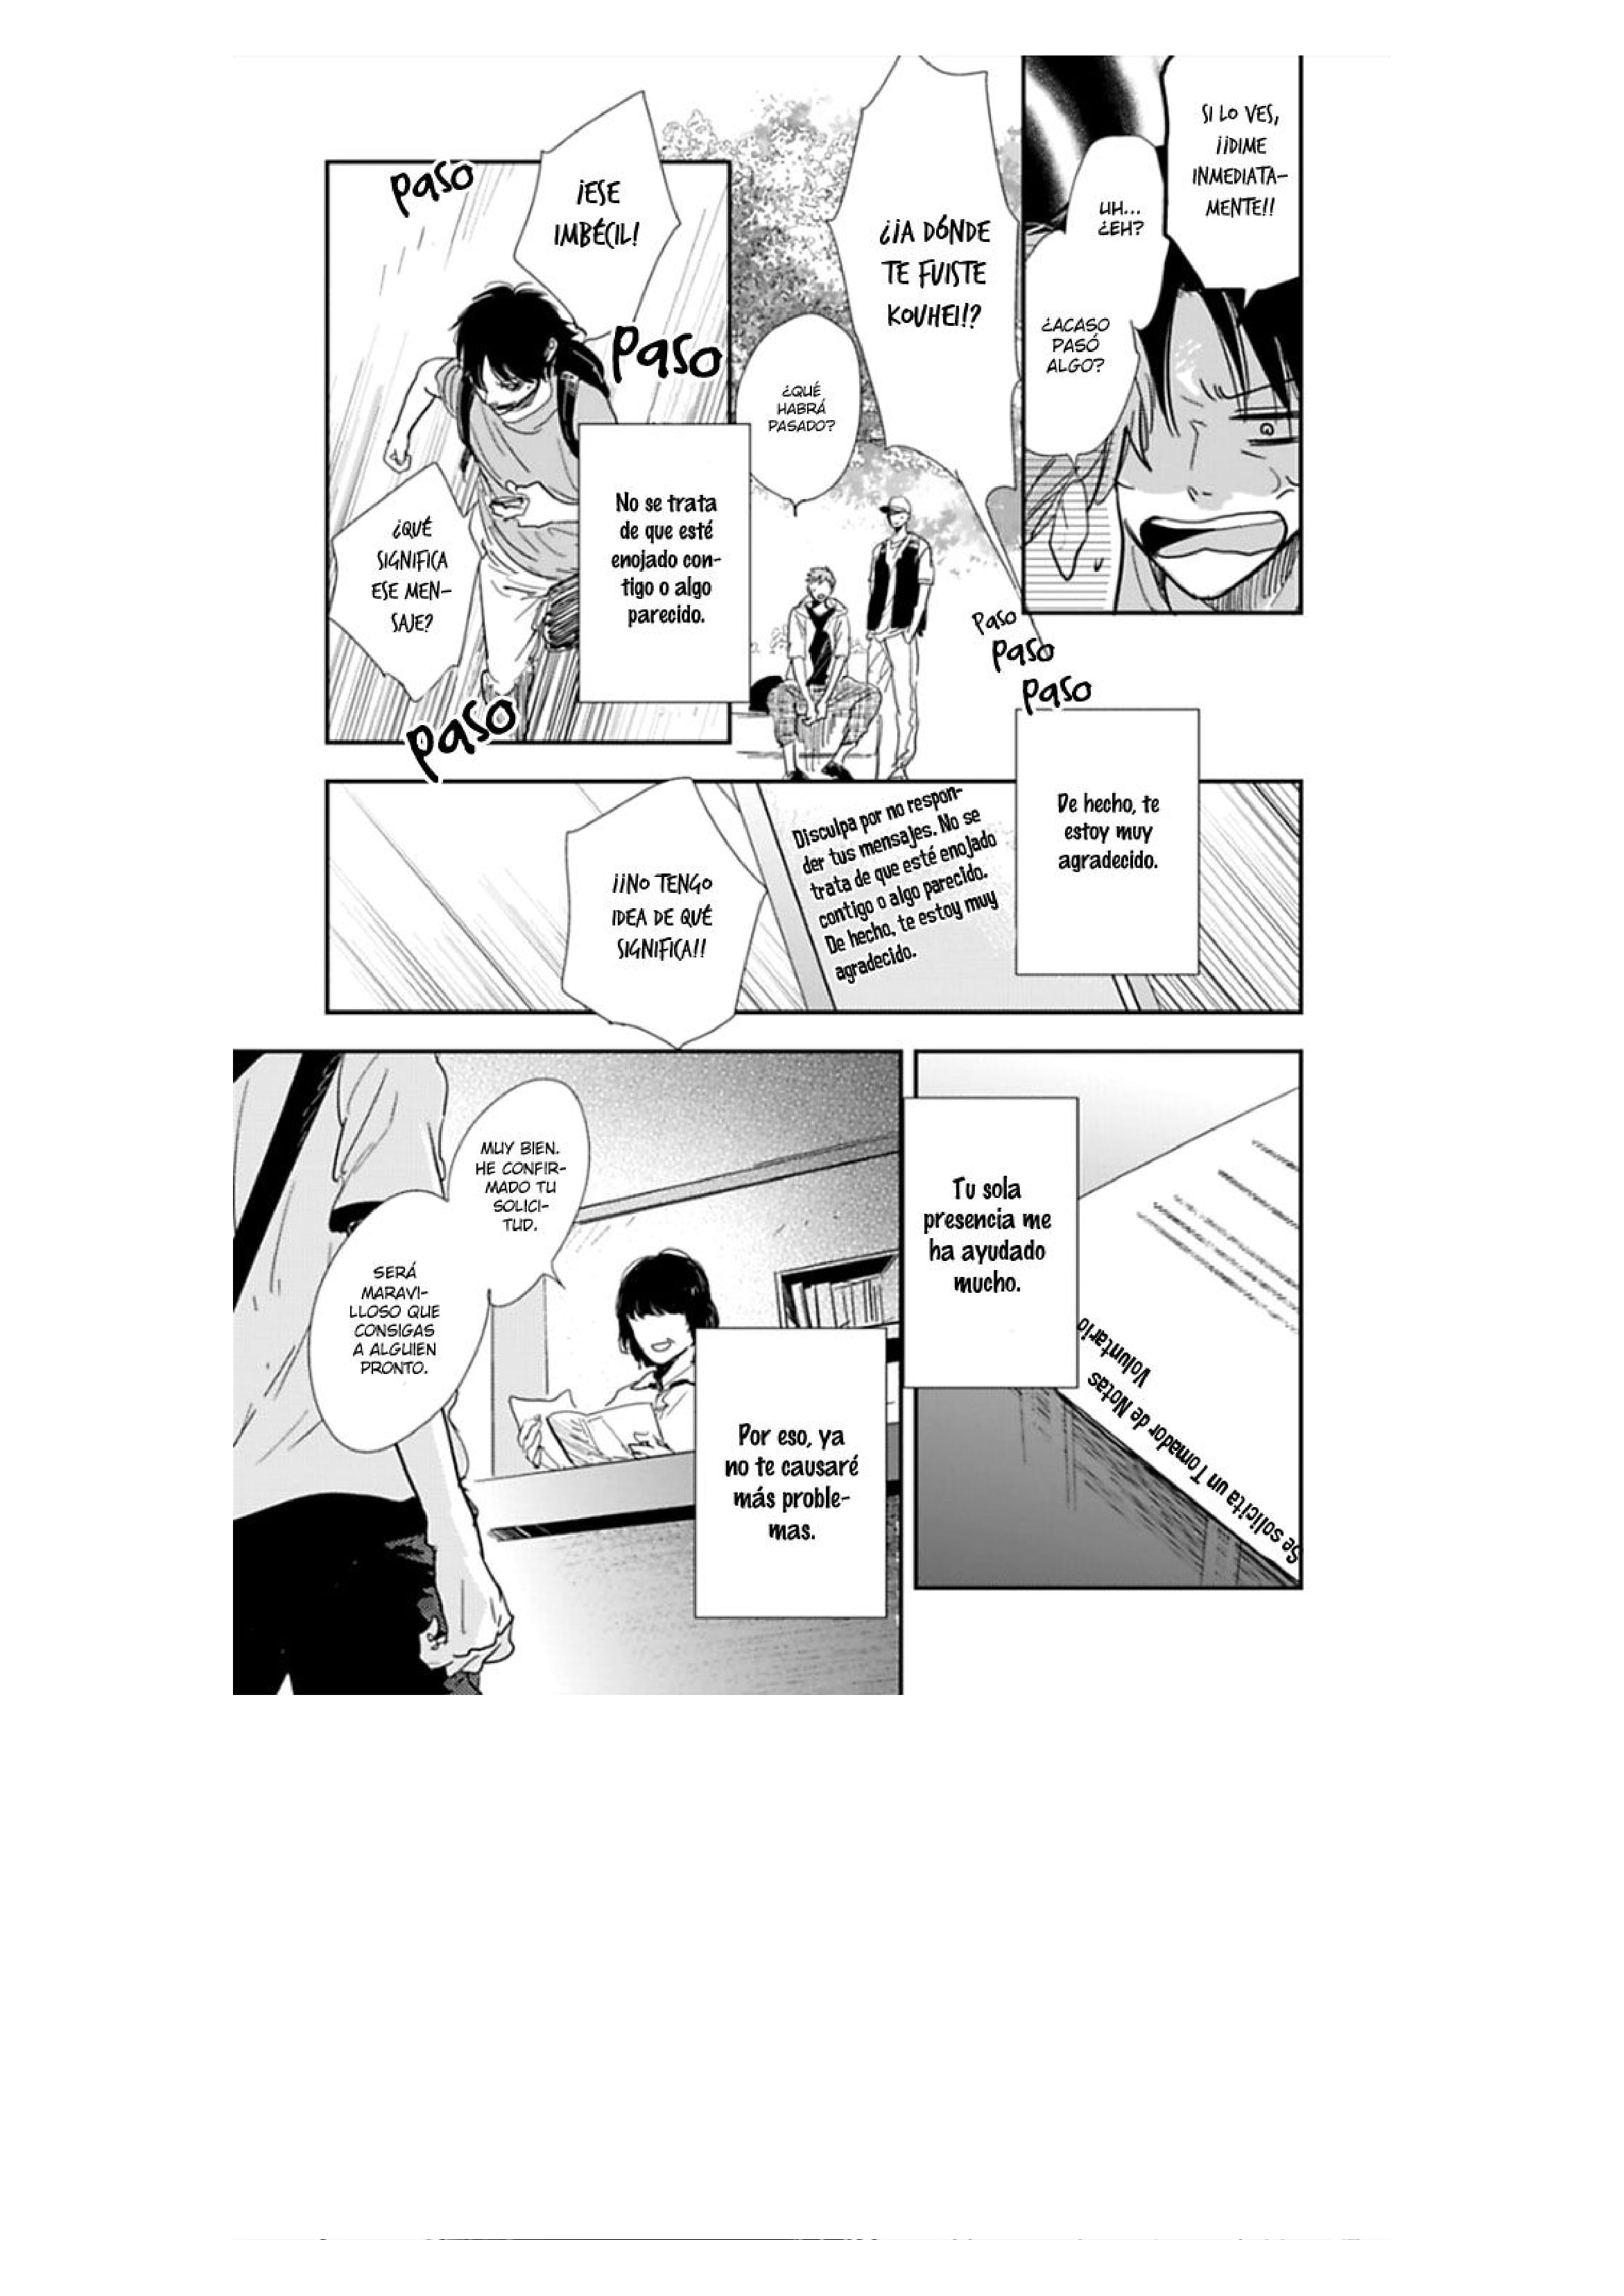 SI LO VES,
¡¡DIME
INMEDIATA-
MENTE!!
UH...
¿EH?
¿ACASO
PASÓ
ALGO?
¿¡A DÓNDE
TE FUISTE
KOUHEI!?
¿QUÉ
HABRÁ
PASADO?
Paso
Paso
Paso
¡ESE
IMBÉCIL!
Paso
Paso
No se trata
de que esté
enojado con-
tigo o algo
parecido.
¿QUÉ
SIGNIFICA
ESE MEN-
SAJE?
Paso
De hecho, te
estoy muy
agradecido.
Disculpa por no respon-
der tus mensajes. No se
trata de que esté enojado
contigo o algo parecido.
De hecho, te estoy muy
agradecido.
¡¡NO TENGO
IDEA DE QUÉ
SIGNIFICA!!
Tu sola
presencia me
ha ayudado
mucho.
Se solicita un Tomador de Notas
Voluntario
MUY BIEN.
HE CONFIR-
MADO TU
SOLICI-
TUD.
SERÁ
MARAVI-
LLOSO QUE
CONSIGAS
A ALGUIEN
PRONTO.
Por eso, ya
no te causaré
más proble-
mas.